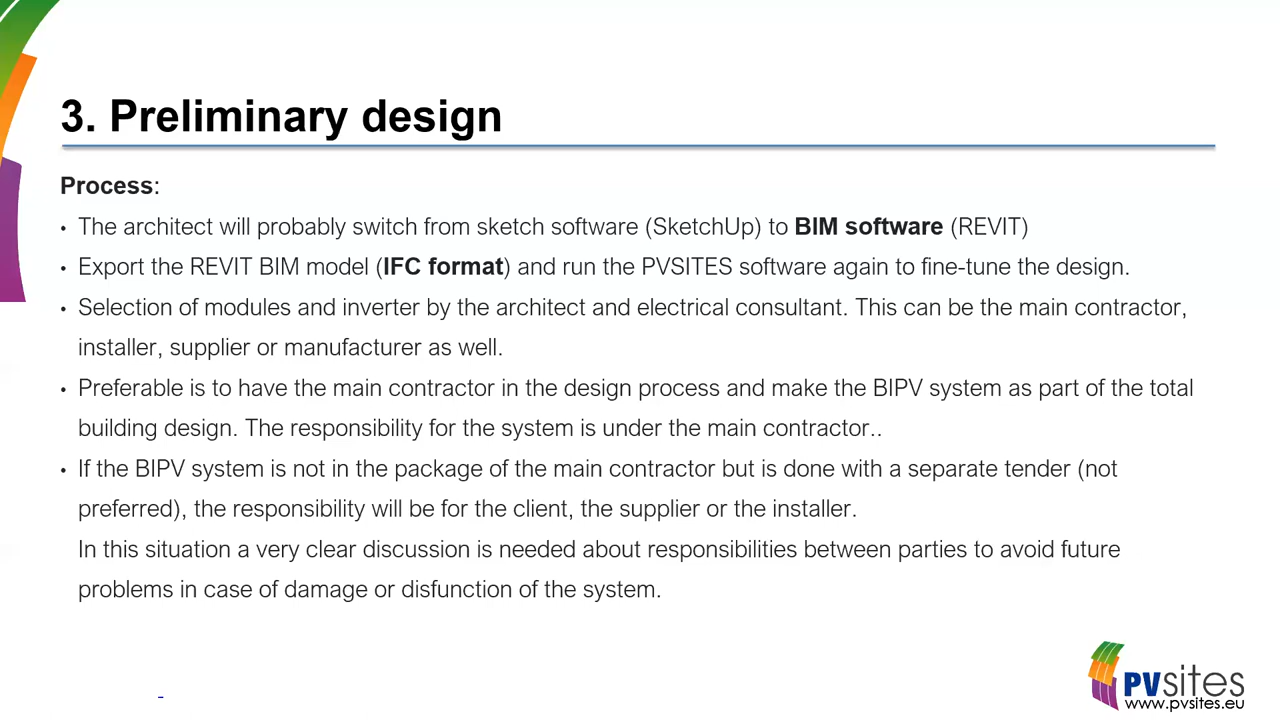 3. Preliminary design
Process:
• The architect will probably switch from sketch software (SketchUp) to BIM software (REVIT)
• Export the REVIT BIM model (IFC format) and run the PVSITES software again to fine-tune the design.
• Selection of modules and inverter by the architect and electrical consultant. This can be the main contractor,
installer, supplier or manufacturer as well.
• Preferable is to have the main contractor in the design process and make the BIPV system as part of the total
building design. The responsibility for the system is under the main contractor..
• If the BIPV system is not in the package of the main contractor but is done with a separate tender (not
preferred), the responsibility will be for the client, the supplier or the installer.
In this situation a very clear discussion is needed about responsibilities between parties to avoid future
problems in case of damage or disfunction of the system.
PVsites
www.pvsites.eu